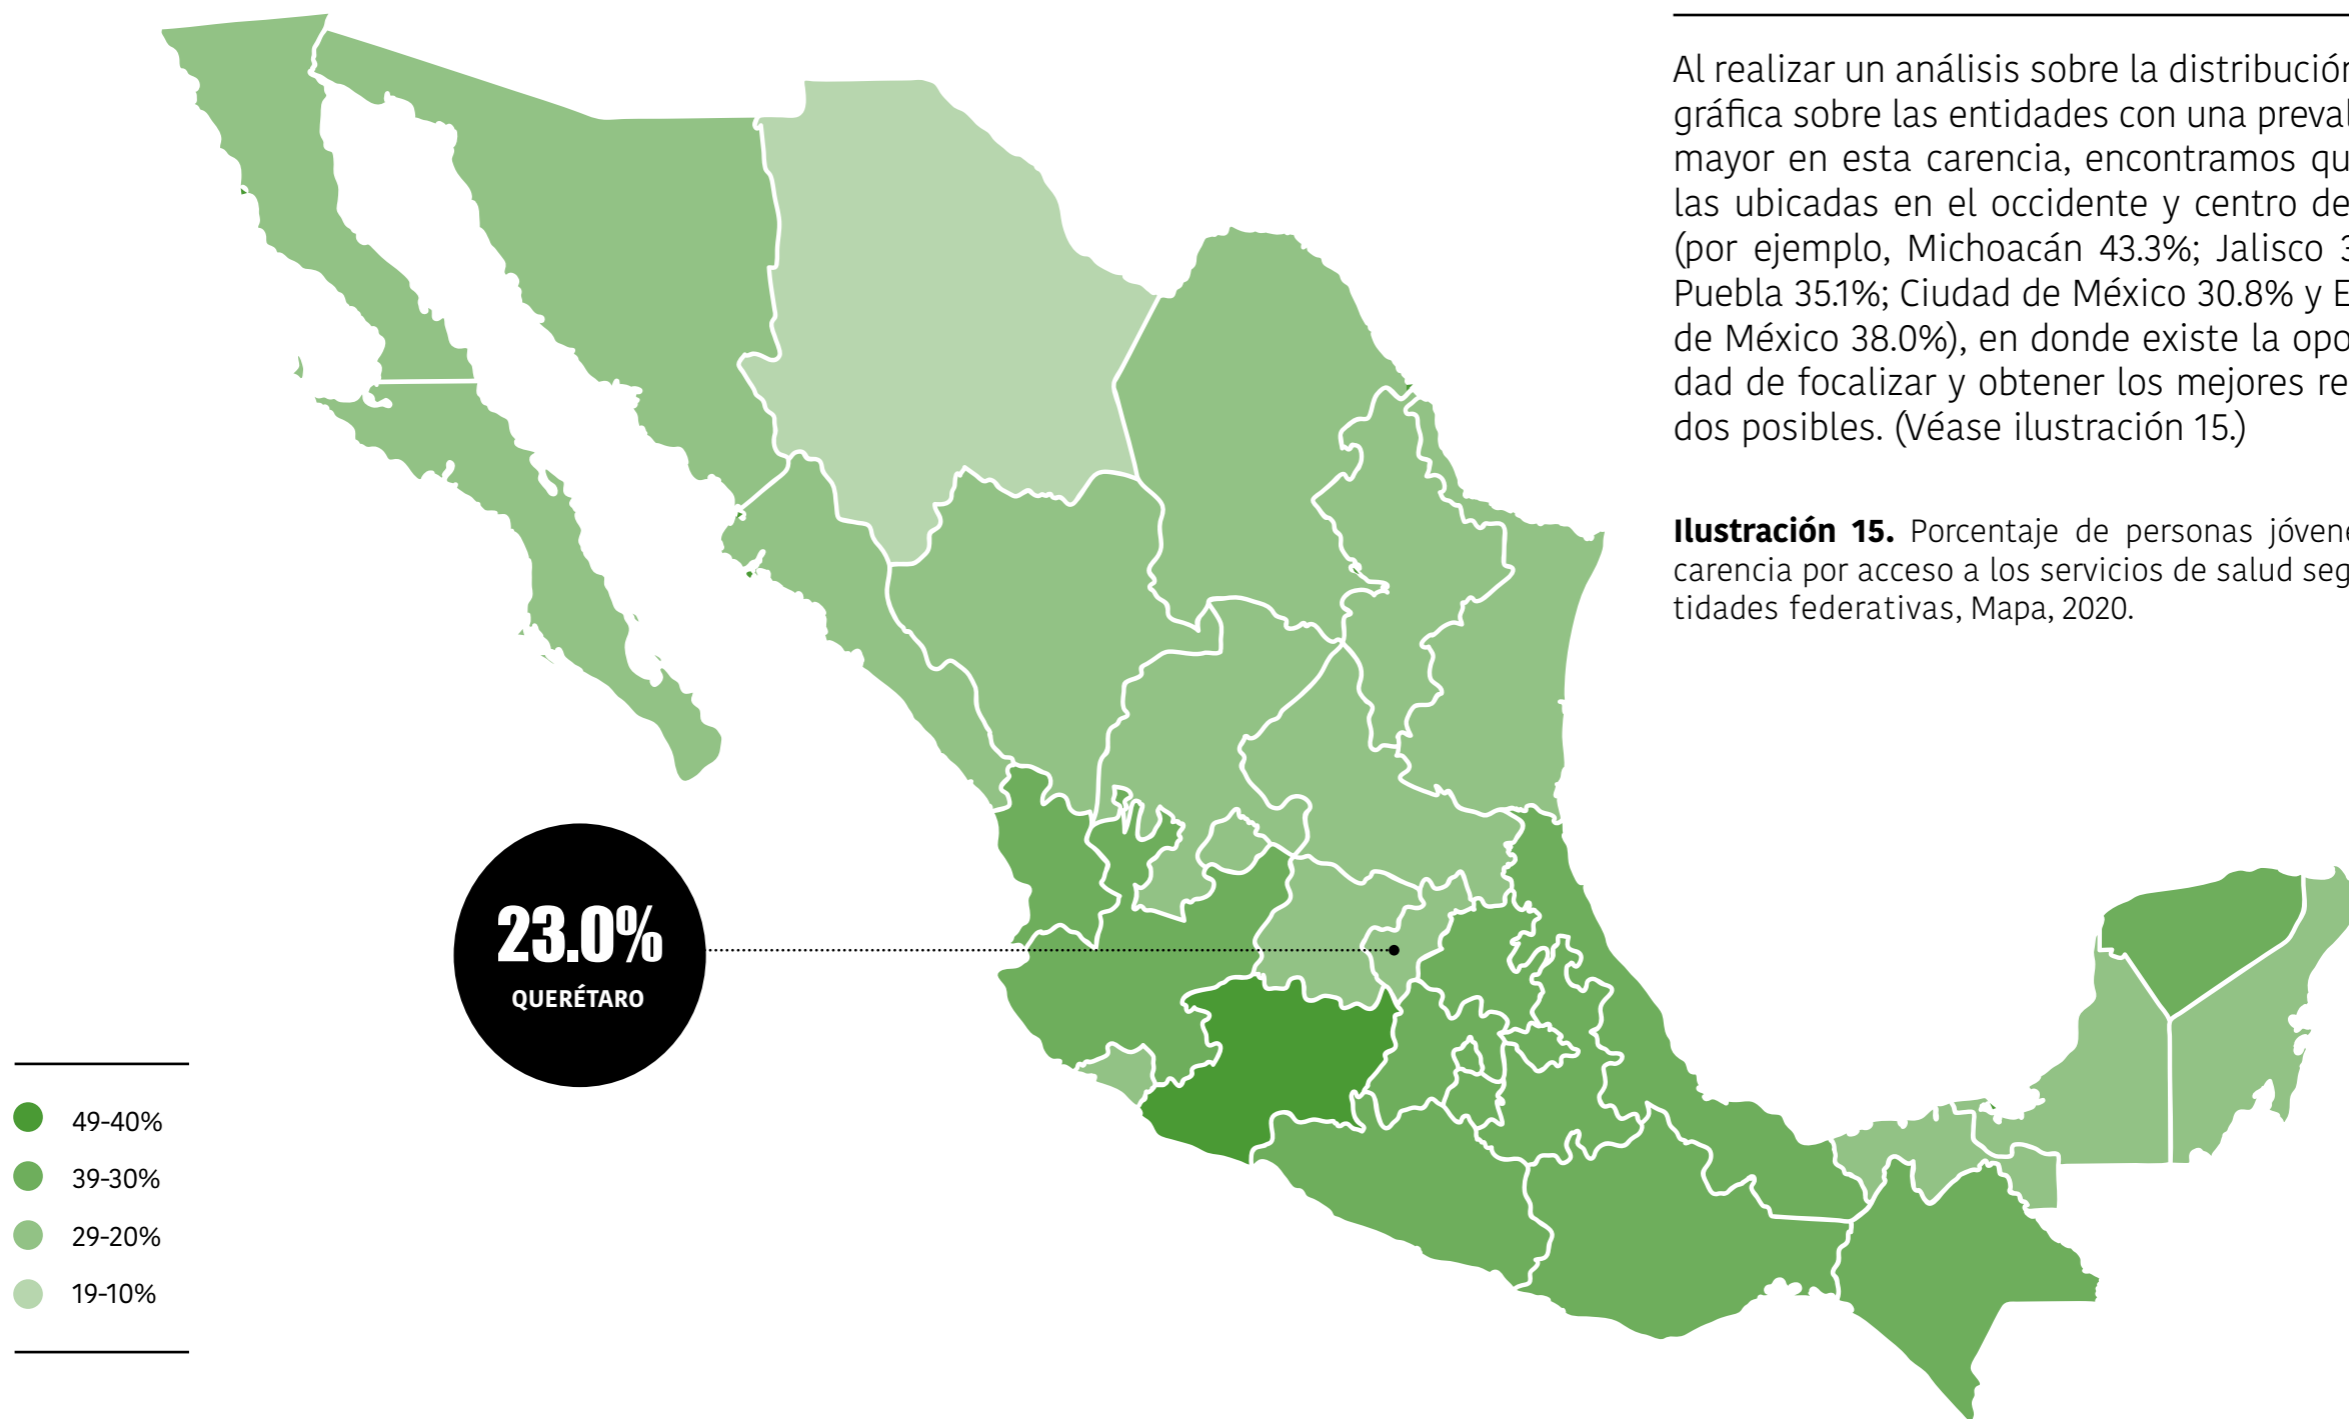 Al realizar un análisis sobre la distribución
gráfica sobre las entidades con una preval
mayor en esta carencia, encontramos qu
las ubicadas en el occidente y centro de
(por ejemplo, Michoacán 43.3%; Jalisco 3
Puebla 35.1%; Ciudad de México 30.8% y E
de México 38.0%), en donde existe la opo
dad de focalizar y obtener los mejores re
dos posibles. (Véase ilustración 15.)
Ilustración 15. Porcentaje de personas jóvene
carencia por acceso a los servicios de salud seg
tidades federativas, Mapa, 2020.
23.0%
QUERÉTARO
49-40%
39-30%
29-20%
19-10%